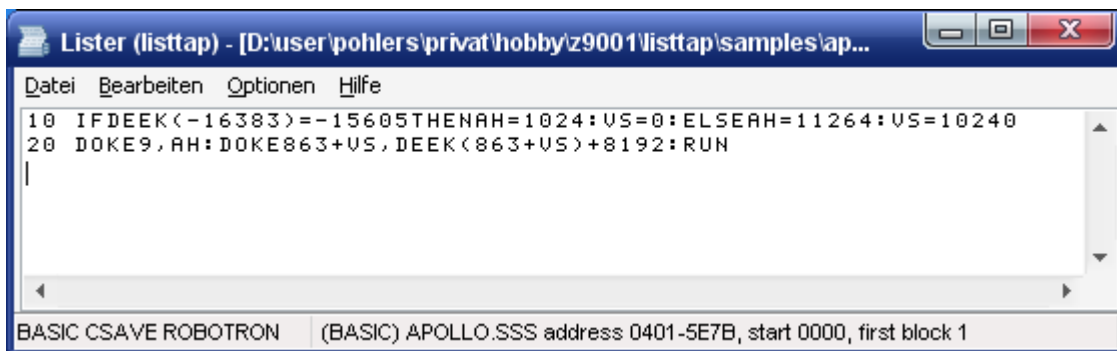 Lister (listtap) - [D:\user\pohlers\privat\hobby\z9001\listtap\samples\ap...
Datei Bearbeiten Optionen Hilfe
10 IFDEEK(-16383)=-15605THENAH=1024:VS=0:ELSEAH=11264:VS=10240
20 DOKE9,AH:DOKE863+VS,DEEK(863+VS)+8192:RUN
BASIC CSAVE ROBOTRON (BASIC) APOLLO.SSS address 0401-5E7B, start 0000, first block 1